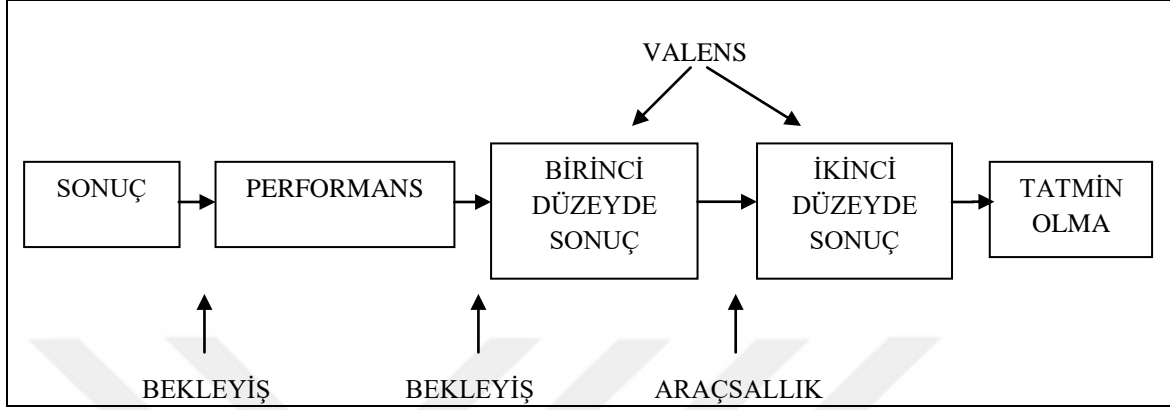 VALENS
SONUÇ
PERFORMANS
BİRİNCİ
DÜZEYDE
SONUÇ
İKİNCİ
DÜZEYDE
SONUÇ
TATMİN
OLMA
BEKLEYİŞ
BEKLEYİŞ
ARAÇSALLIK